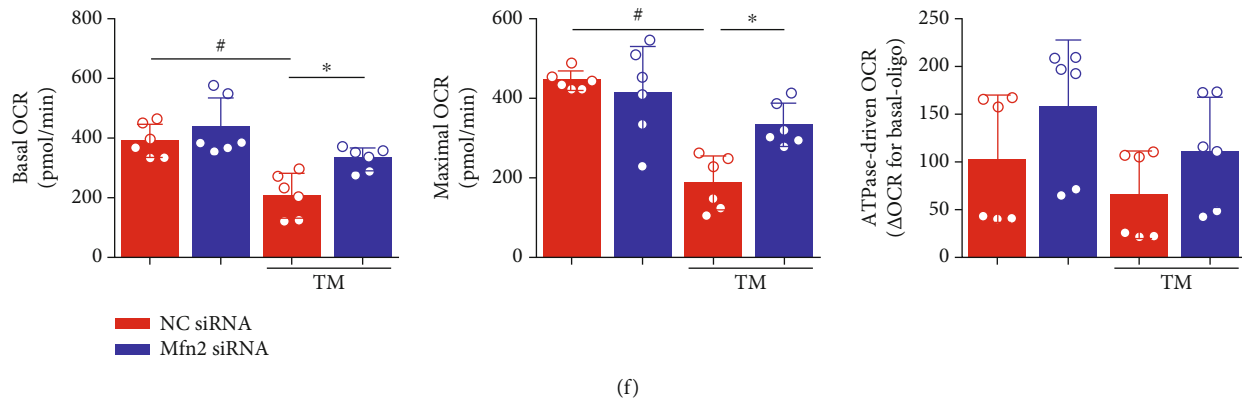 Basal OCR
(pmol/min)
800
600
400
200
0
#
*
TM
Maximal OCR
(pmol/min)
600
400
200
0
#
*
TM
ATPase-driven OCR
(ΔOCR for basal-oligo)
250
200
150
100
50
0
TM
NC siRNA
Mfn2 siRNA
(f)